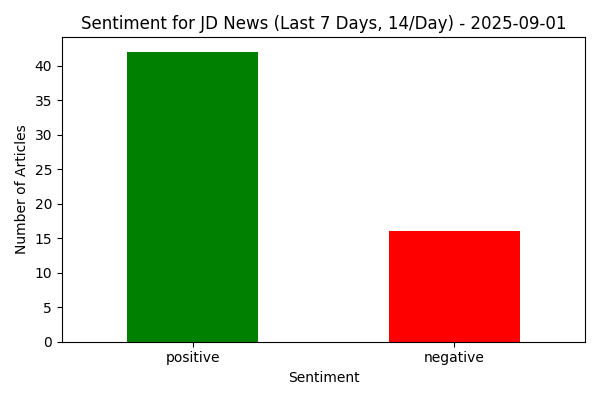 Sentiment for JD News (Last 7 Days, 14/Day) - 2025-09-01
Number of Articles
40
35
30
25
20
15
10
5
0
positive negative
Sentiment